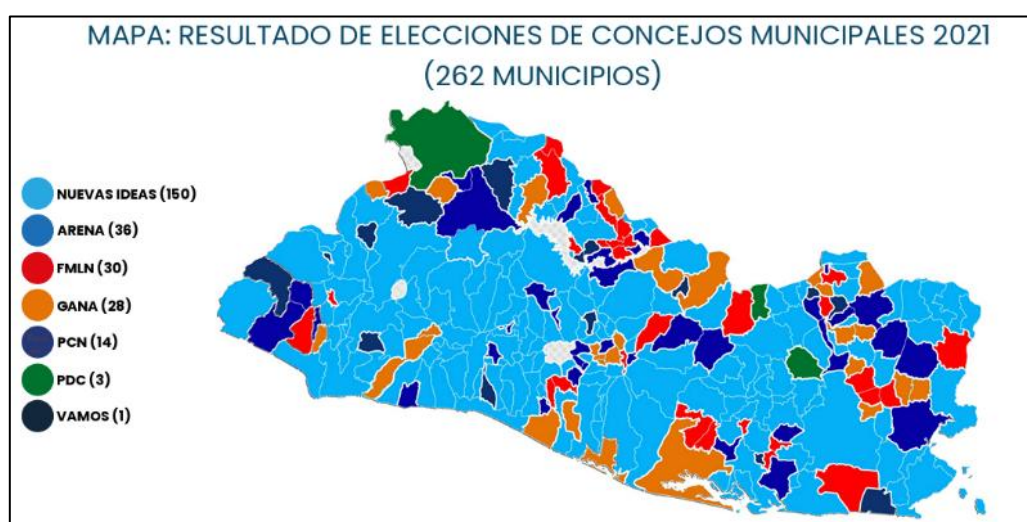 MAPA: RESULTADO DE ELECCIONES DE CONCEJOS MUNICIPALES 2021
(262 MUNICIPIOS)
NUEVAS IDEAS (150)
ARENA (36)
FMLN (30)
GANA (28)
PCN (14)
PDC (3)
VAMOS (1)